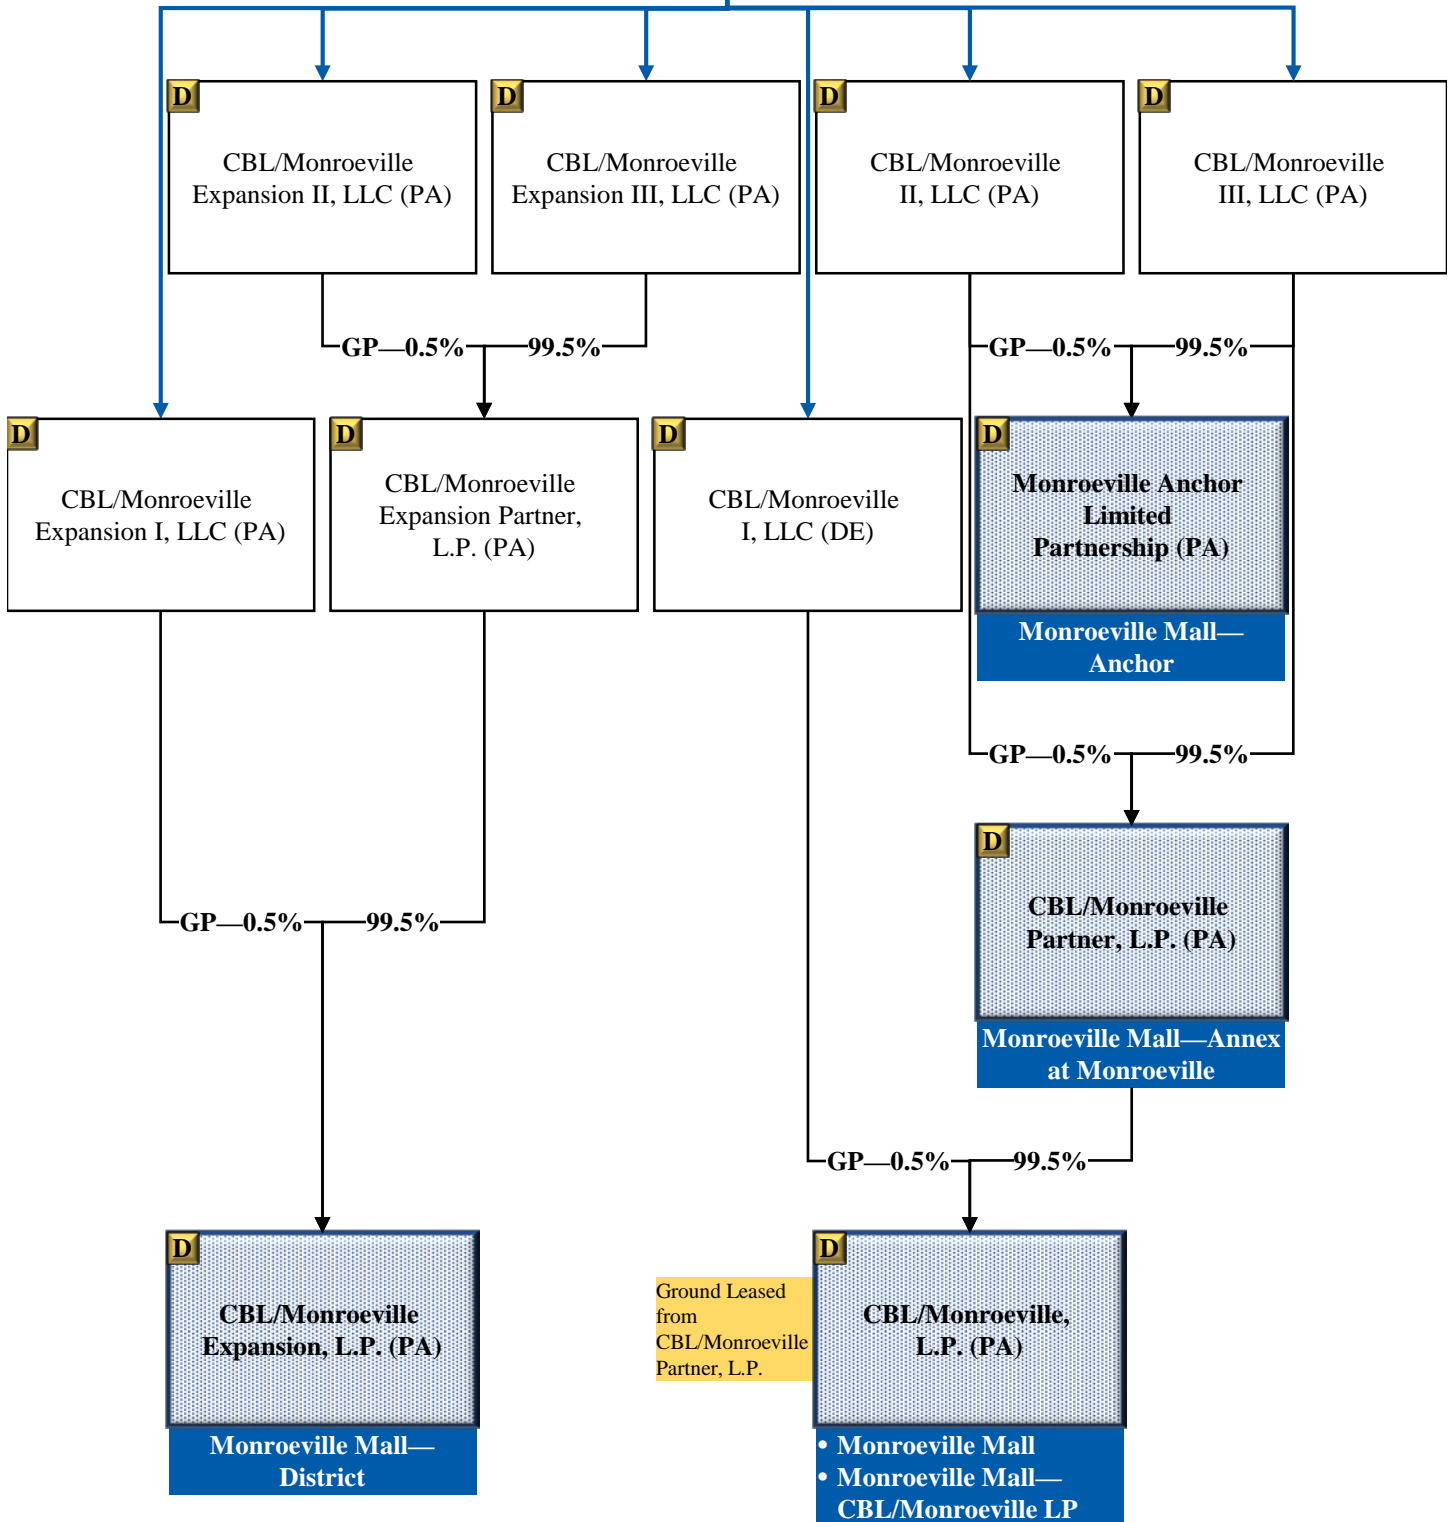 D
CBL/Monroeville
Expansion II, LLC (PA)
D
CBL/Monroeville
Expansion III, LLC (PA)
D
CBL/Monroeville
II, LLC (PA)
D
CBL/Monroeville
III, LLC (PA)
GP—0.5%
99.5%
GP—0.5%
99.5%
D
CBL/Monroeville
Expansion I, LLC (PA)
D
CBL/Monroeville
Expansion Partner,
L.P. (PA)
D
CBL/Monroeville
I, LLC (DE)
D
Monroeville Anchor
Limited
Partnership (PA)
Monroeville Mall—
Anchor
GP—0.5%
99.5%
D
CBL/Monroeville
Partner, L.P. (PA)
Monroeville Mall—Annex
at Monroeville
GP—0.5%
99.5%
GP—0.5%
99.5%
D
CBL/Monroeville
Expansion, L.P. (PA)
Monroeville Mall—
District
Ground Leased
from
CBL/Monroeville
Partner, L.P.
D
CBL/Monroeville,
L.P. (PA)
• Monroeville Mall
• Monroeville Mall—
CBL/Monroeville LP